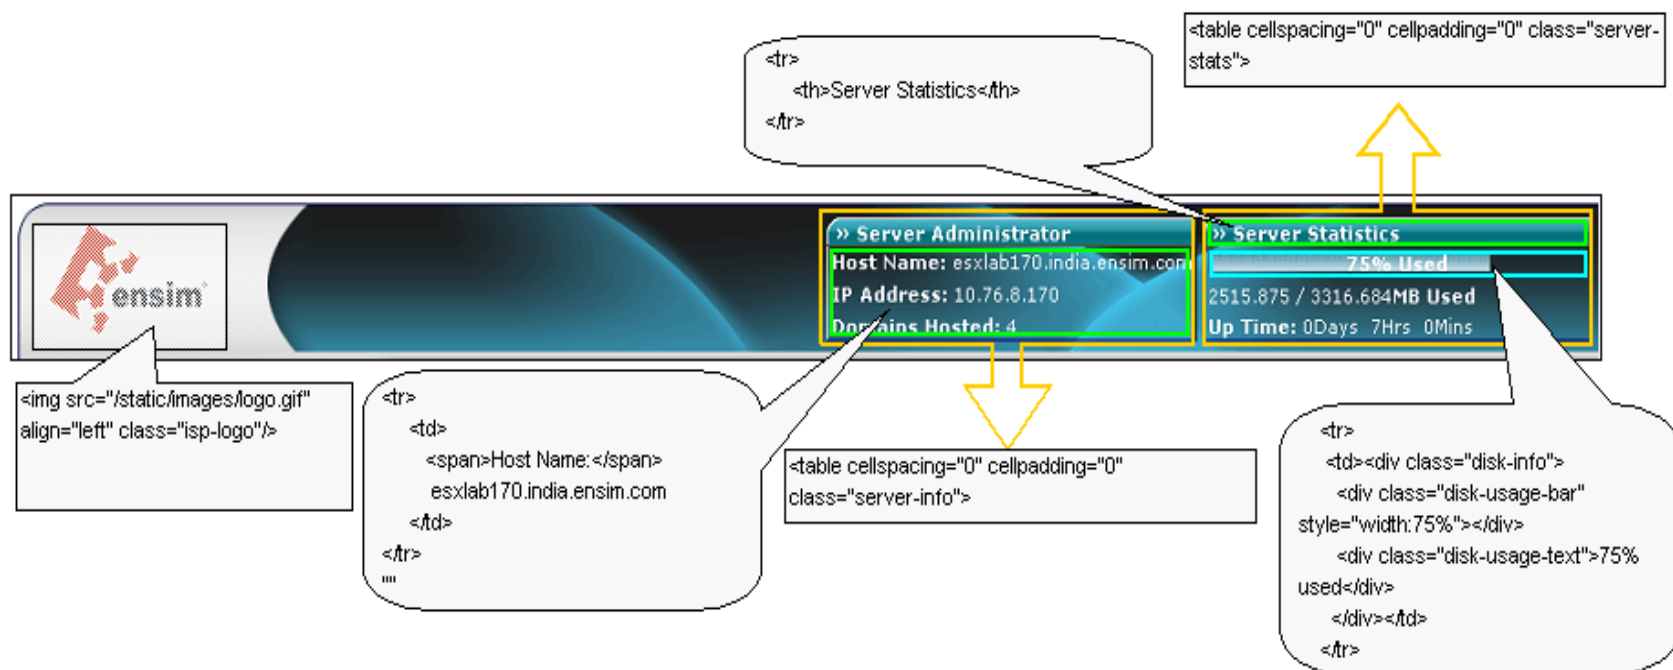 <table cellspacing="0" cellpadding="0" class="server-
stats">
<tr>
<th>Server Statistics</th>
</tr>
ensim
» Server Administrator
Host Name: esxlab170.india.ensim.com
IP Address: 10.76.8.170
Domains Hosted: 4
» Server Statistics
75% Used
2515.875 / 3316.684MB Used
Up Time: 0Days 7Hrs 0Mins
<img src="/static/images/logo.gif"
align="left" class="isp-logo"/>
<tr>
<td>
<span>Host Name:</span>
esxlab170.india.ensim.com
</td>
</tr>
""
<table cellspacing="0" cellpadding="0"
class="server-info">
<tr>
<td><div class="disk-info">
<div class="disk-usage-bar"
style="width:75%"></div>
<div class="disk-usage-text">75%
used</div>
</div></td>
</tr>